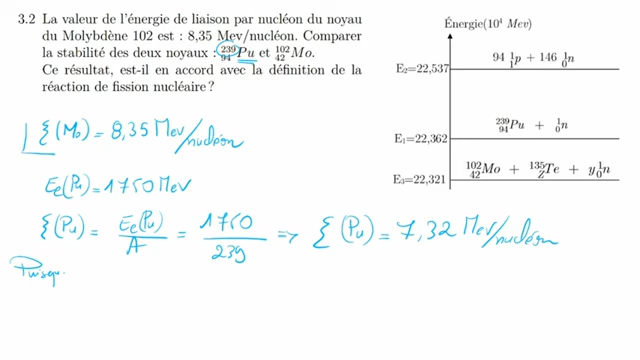 3.2 La valeur de l'énergie de liaison par nucléon du noyau
du Molybdène 102 est : 8,35 Mev/nucléon. Comparer
la stabilité des deux noyaux : ²³⁹₉₄Pu et ¹⁰²₄₂Mo.
Ce résultat, est-il en accord avec la définition de la
réaction de fission nucléaire ?
Énergie(10⁴ Mev)
E₂=22,537 94 ¹₁p + 146 ¹₀n
E₁=22,362 ²³⁹₉₄Pu + ¹₀n
E₃=22,321 ¹⁰²₄₂Mo + ¹³⁵_ZTe + y¹₀n
ξ(Mo) = 8,35 Mev/nucléon
Eℓ(Pu) = 1750 MeV
ξ(Pu) = Eℓ(Pu)/A = 1750/239 => ξ(Pu) = 7,32 MeV/nucléon
Puisqu.